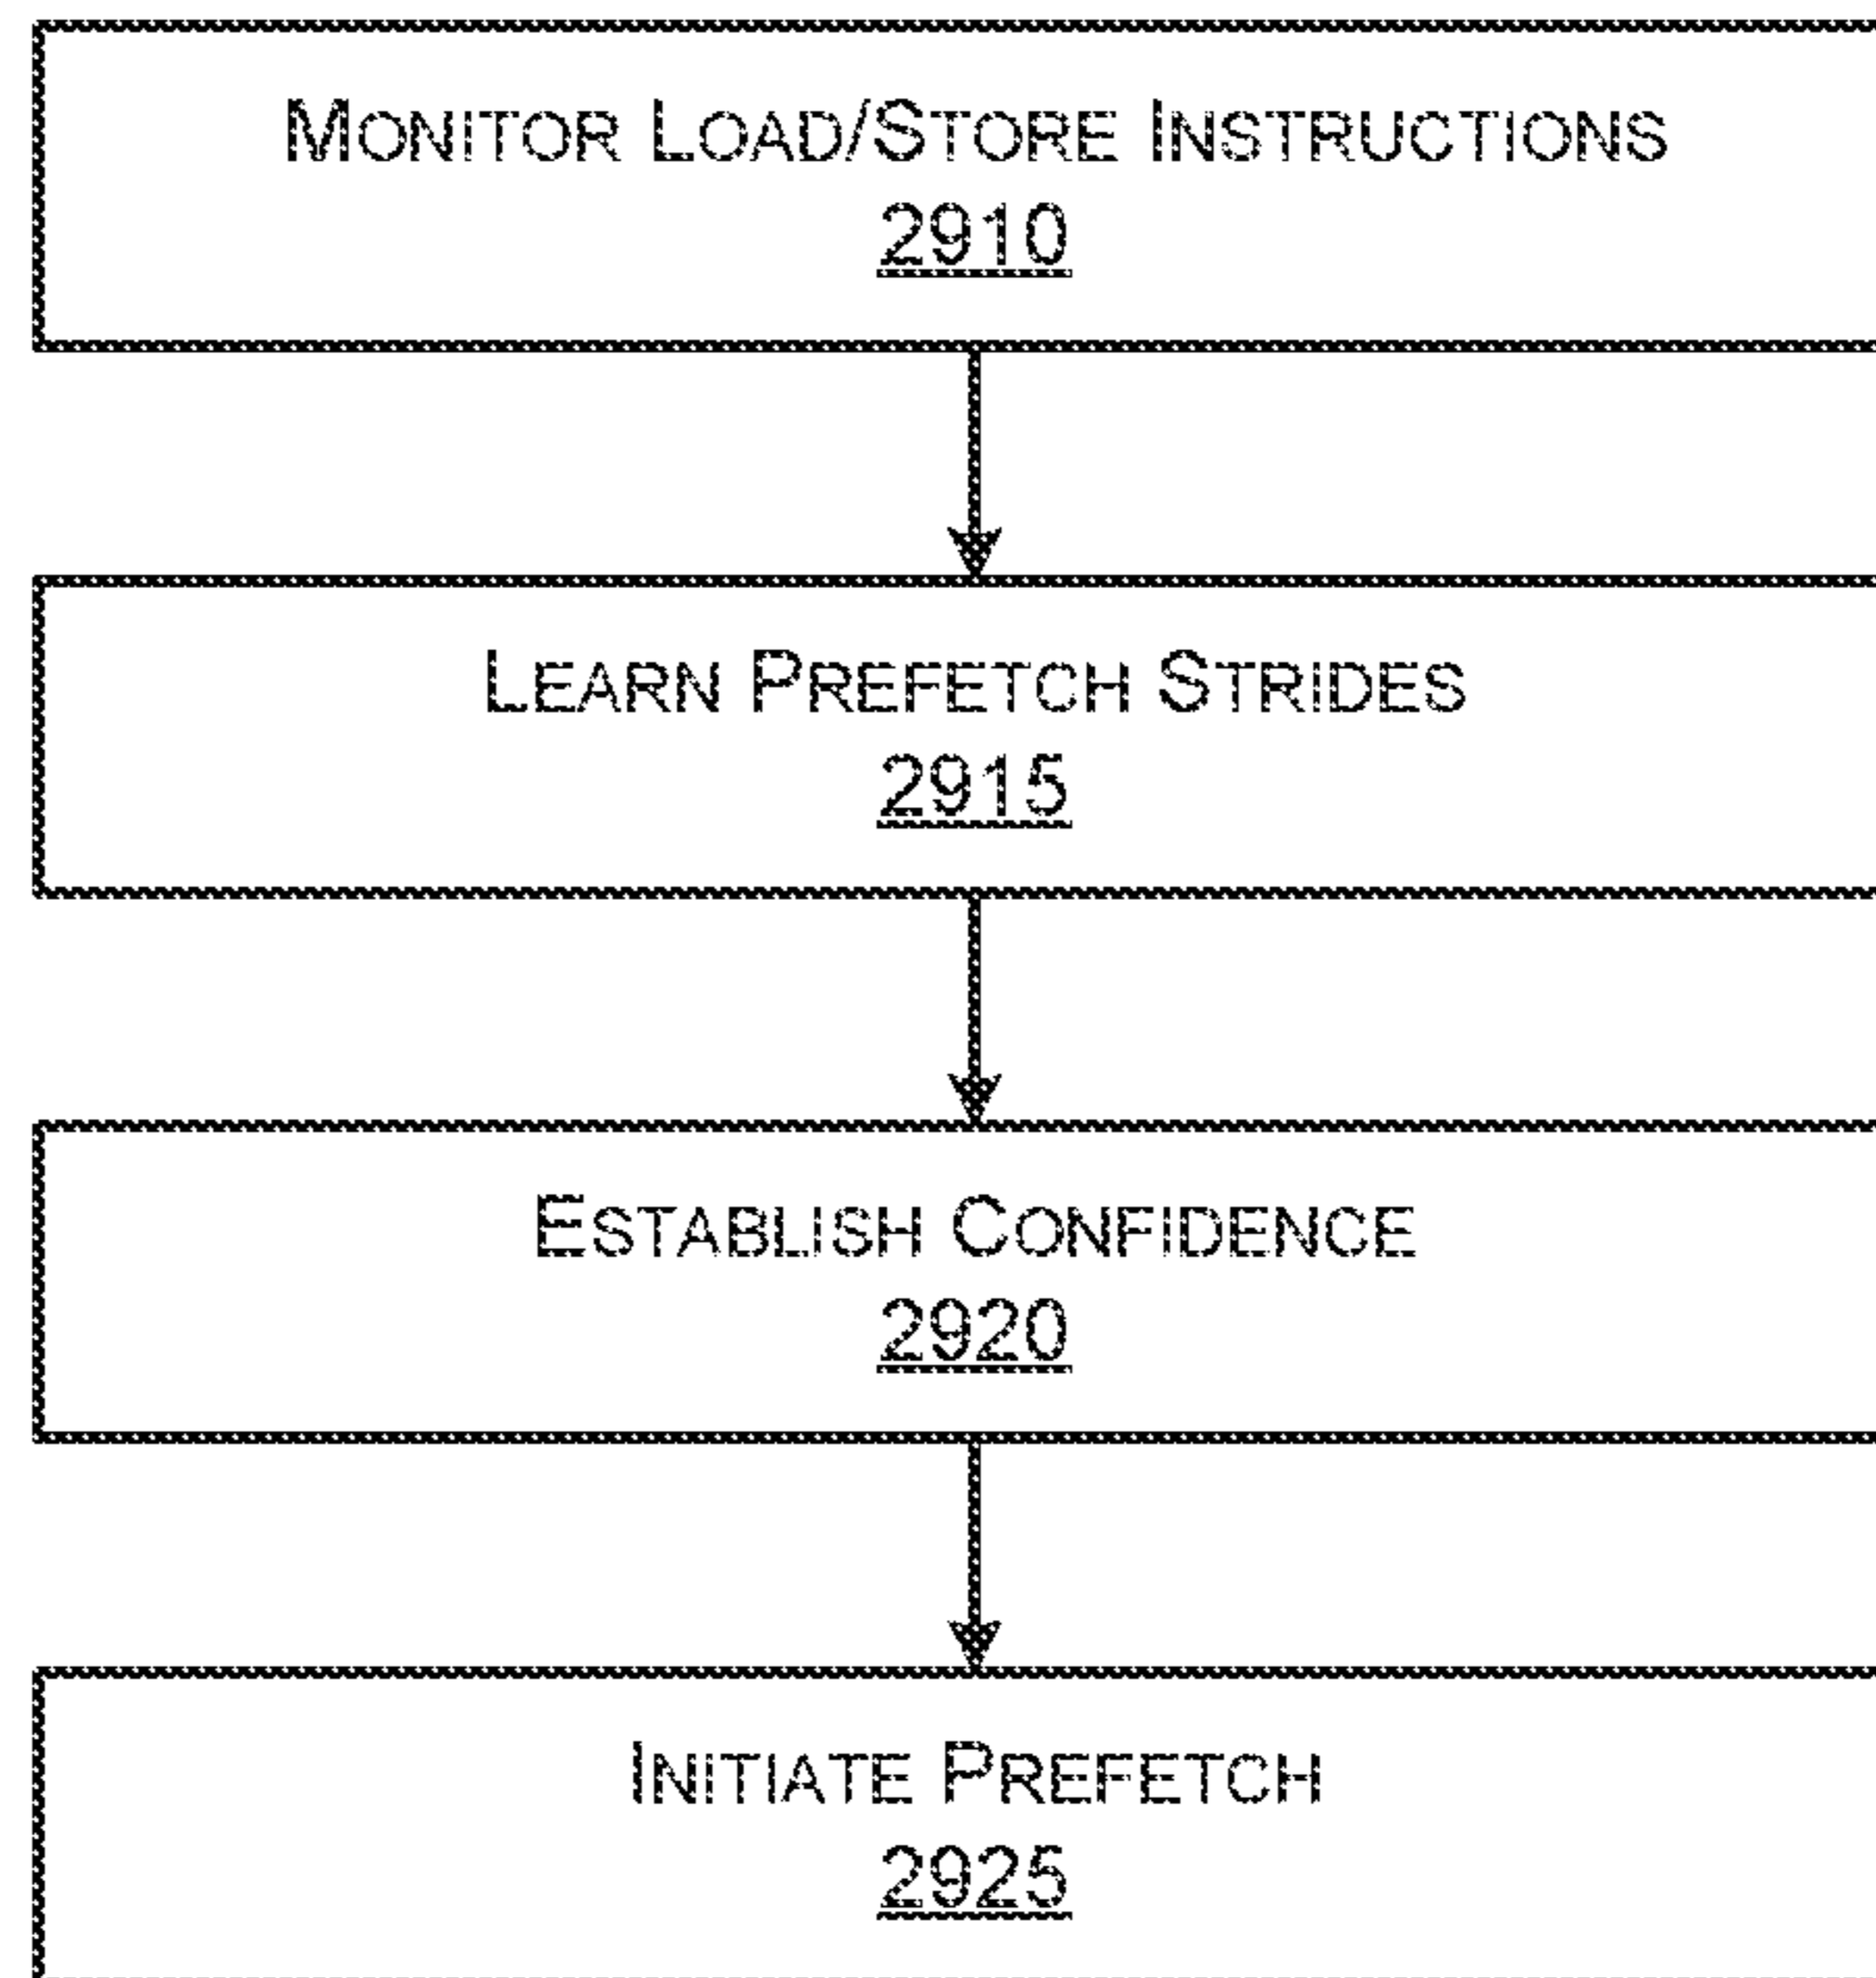 MONITOR LOAD/STORE INSTRUCTIONS
2910
LEARN PREFETCH STRIDES
2915
ESTABLISH CONFIDENCE
2920
INITIATE PREFETCH
2925